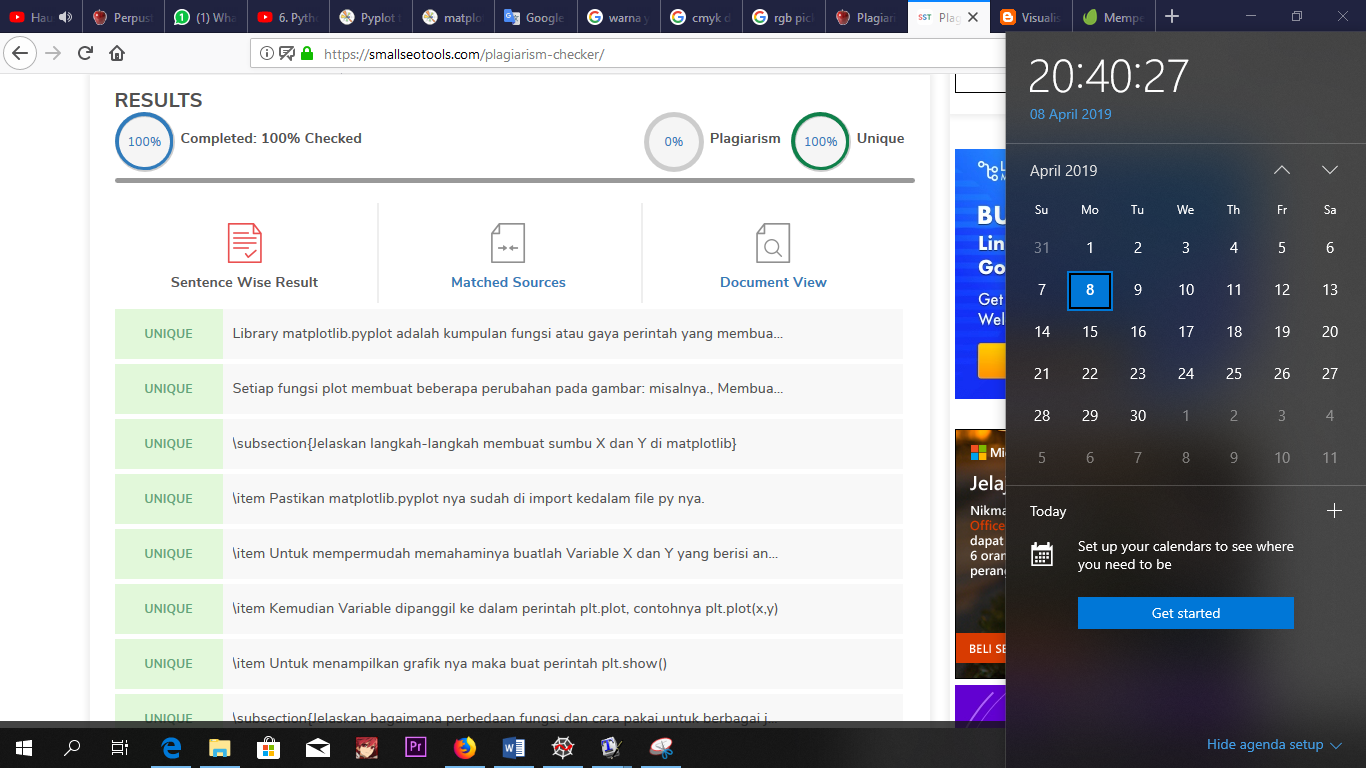 Hau
Perpust
(1) Wha
6. Pyth
Pyplot t
matplo
Google
warna y
cmyk d
rgb pic
Plagiari
SST Plag
Visualis
Mempe
https://smallseotools.com/plagiarism-checker/
RESULTS
100% Completed: 100% Checked
0% Plagiarism
100% Unique
Sentence Wise Result
Matched Sources
Document View
UNIQUE Library matplotlib.pyplot adalah kumpulan fungsi atau gaya perintah yang membua...
UNIQUE Setiap fungsi plot membuat beberapa perubahan pada gambar: misalnya., Membua...
UNIQUE \subsection{Jelaskan langkah-langkah membuat sumbu X dan Y di matplotlib}
UNIQUE \item Pastikan matplotlib.pyplot nya sudah di import kedalam file py nya.
UNIQUE \item Untuk mempermudah memahaminya buatlah Variable X dan Y yang berisi an...
UNIQUE \item Kemudian Variable dipanggil ke dalam perintah plt.plot, contohnya plt.plot(x,y)
UNIQUE \item Untuk menampilkan grafik nya maka buat perintah plt.show()
UNIQUE \subsection{Jelaskan bagaimana perbedaan fungsi dan cara pakai untuk berbagai j...
L
M
BU
Lin
Go
Get
Wel
Mi
Jela
Nikma
Office
dapat
6 oran
perang
BELI SE
20:40:27
08 April 2019
April 2019
Su Mo Tu We Th Fr Sa
31 1 2 3 4 5 6
7 8 9 10 11 12 13
14 15 16 17 18 19 20
21 22 23 24 25 26 27
28 29 30 1 2 3 4
5 6 7 8 9 10 11
Today
Set up your calendars to see where
you need to be
Get started
Hide agenda setup
Pr